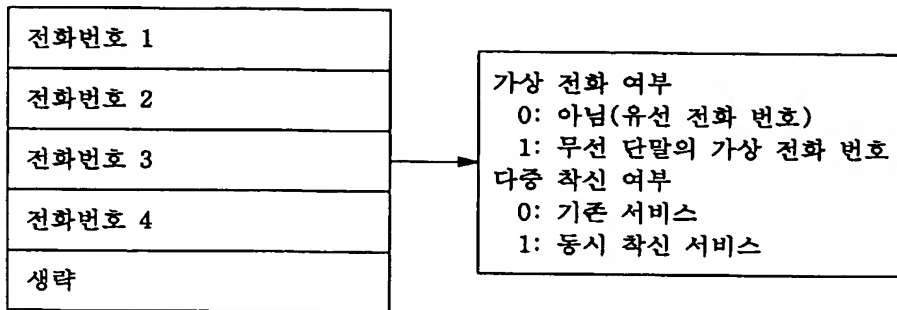 전화번호 1
전화번호 2
전화번호 3
전화번호 4
생략
가상 전화 여부
0: 아님(유선 전화 번호)
1: 무선 단말의 가상 전화 번호
다중 착신 여부
0: 기존 서비스
1: 동시 착신 서비스